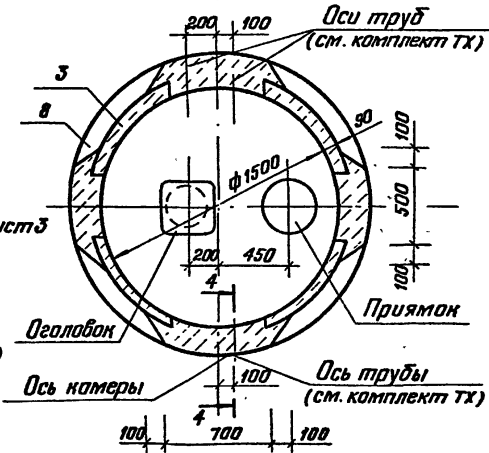 200
100
Оси труб
(см. комплект ТХ)
3
8
90
100
ф1500
500
ист3
200
450
100
4
Приямок
Оголовок
)
Ось камеры
100
Ось трубы
(см. комплект ТХ)
4
100
700
100